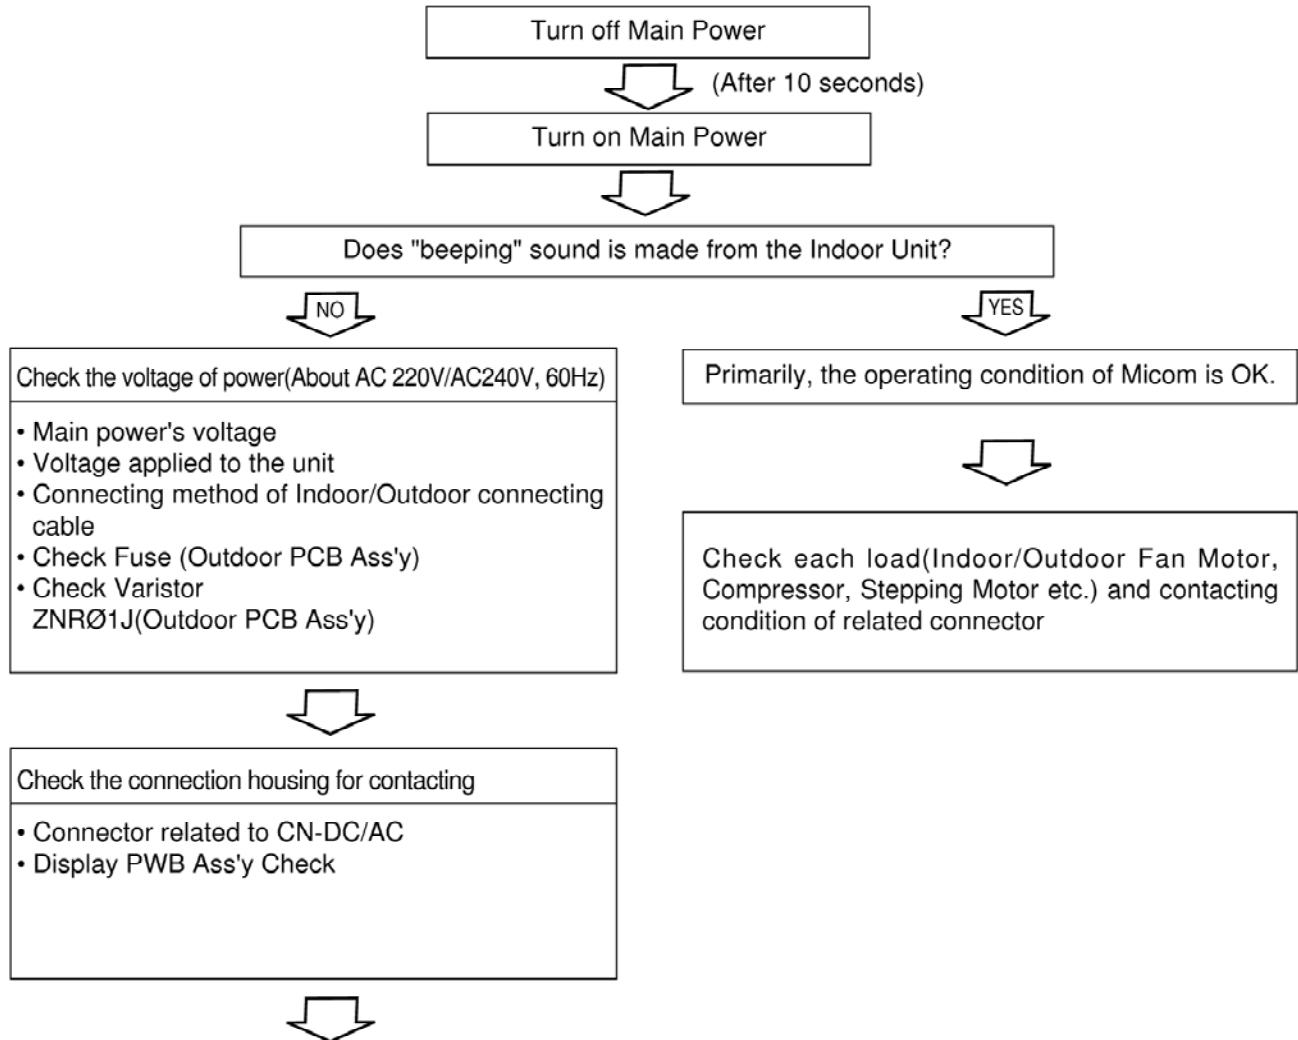 Turn off Main Power
(After 10 seconds)
Turn on Main Power
Does "beeping" sound is made from the Indoor Unit?
NO
YES
Check the voltage of power(About AC 220V/AC240V, 60Hz)
• Main power's voltage
• Voltage applied to the unit
• Connecting method of Indoor/Outdoor connecting
cable
• Check Fuse (Outdoor PCB Ass'y)
• Check Varistor
ZNRØ1J(Outdoor PCB Ass'y)
Primarily, the operating condition of Micom is OK.
Check each load(Indoor/Outdoor Fan Motor,
Compressor, Stepping Motor etc.) and contacting
condition of related connector
Check the connection housing for contacting
• Connector related to CN-DC/AC
• Display PWB Ass'y Check